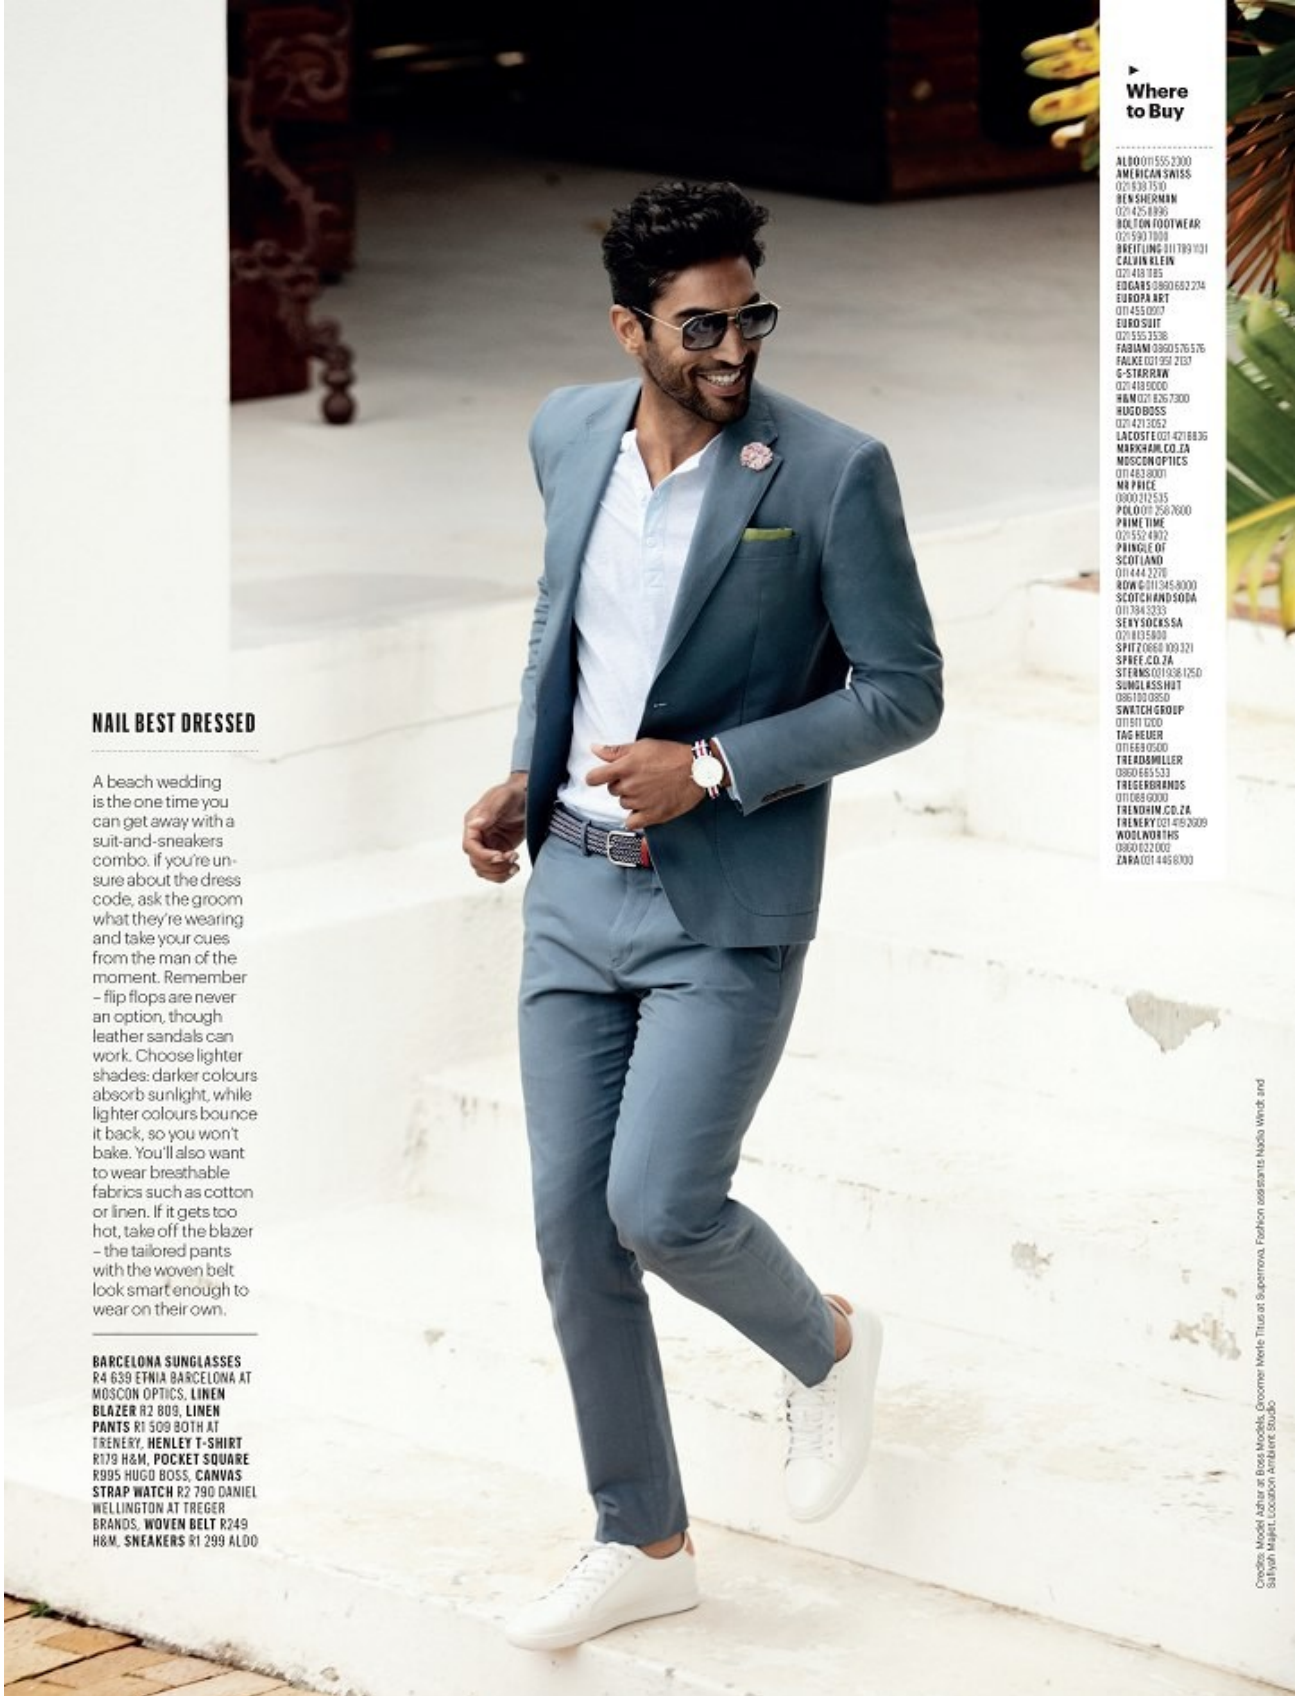 NAIL BEST DRESSED
A beach wedding
is the one time you
can get away with a
suit-and-sneakers
combo. if you're un-
sure about the dress
code, ask the groom
what they're wearing
and take your cues
from the man of the
moment. Remember
– flip flops are never
an option, though
leather sandals can
work. Choose lighter
shades: darker colours
absorb sunlight, while
lighter colours bounce
it back, so you won't
bake. You'll also want
to wear breathable
fabrics such as cotton
or linen. If it gets too
hot, take off the blazer
– the tailored pants
with the woven belt
look smart enough to
wear on their own.
BARCELONA SUNGLASSES
R4 639 ETNIA BARCELONA AT
MOSCON OPTICS, LINEN
BLAZER R2 809, LINEN
PANTS R1 509 BOTH AT
TRENERY, HENLEY T-SHIRT
R179 H&M, POCKET SQUARE
R995 HUGO BOSS, CANVAS
STRAP WATCH R2 790 DANIEL
WELLINGTON AT TREGER
BRANDS, WOVEN BELT R249
H&M, SNEAKERS R1 299 ALDO
Where
to Buy
ALDO 011 555 2300
AMERICAN SWISS
021 938 7510
BEN SHERMAN
021 425 8896
BOLTON FOOTWEAR
021 590 7000
BREITLING 011 789 1101
CALVIN KLEIN
021 418 1185
EDGARS 0860 692 274
EUROPA ART
011 455 0917
EURO SUIT
021 555 3538
FABIANI 0860 576 576
FALKE 021 951 2137
G-STAR RAW
021 418 9000
H&M 021 826 7300
HUGO BOSS
021 421 3052
LACOSTE 021 421 8836
MARKHAM.CO.ZA
MOSCON OPTICS
011 483 8001
MR PRICE
0800 212 535
POLO 011 258 7600
PRIME TIME
021 552 4902
PRINGLE OF
SCOTLAND
011 444 2270
ROW G 011 345 8000
SCOTCH AND SODA
011 784 3233
SEXY SOCKS SA
021 813 5800
SPITZ 0860 109 321
SPREE.CO.ZA
STERNS 021 938 1250
SUNGLASS HUT
086 100 0850
SWATCH GROUP
011 911 1200
TAG HEUER
011 669 0500
TREAD&MILLER
0860 665 533
TREGER BRANDS
011 089 6000
TRENDHIM.CO.ZA
TRENERY 021 419 2609
WOOLWORTHS
0860 022 002
ZARA 021 446 8700
Credits: Model Azhar at Boss Models, Groomer Merle Titus at Supernova, Fashion assistants Nadia Windt and
Safiyah Majiet, Location Ambient Studio